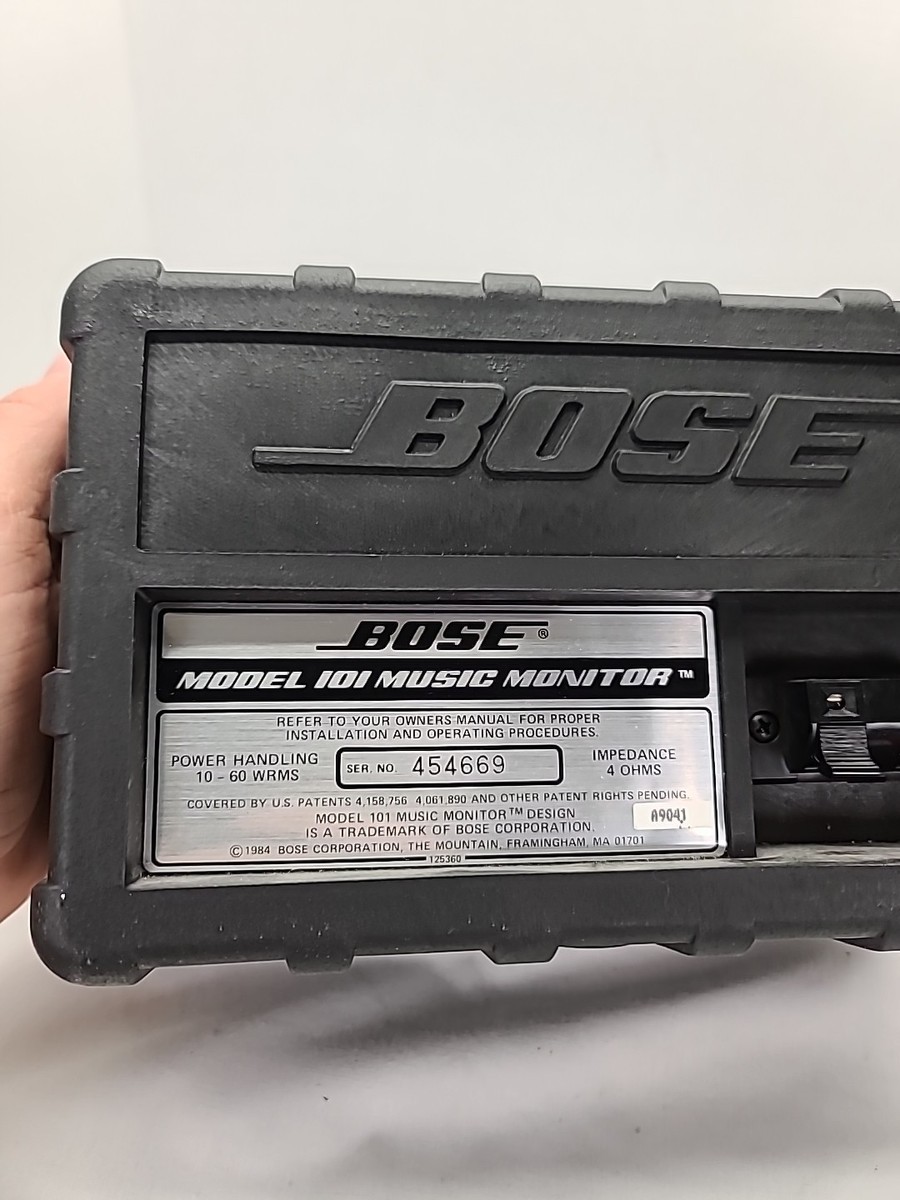 BOSE
BOSE®
MODEL 101 MUSIC MONITOR™
REFER TO YOUR OWNERS MANUAL FOR PROPER
INSTALLATION AND OPERATING PROCEDURES.
POWER HANDLING
10 - 60 WRMS
SER. NO. 454669
IMPEDANCE
4 OHMS
COVERED BY U.S. PATENTS 4,158,756 4,061,890 AND OTHER PATENT RIGHTS PENDING.
MODEL 101 MUSIC MONITOR™ DESIGN
IS A TRADEMARK OF BOSE CORPORATION.
A9041
©1984 BOSE CORPORATION, THE MOUNTAIN, FRAMINGHAM, MA 01701
125360